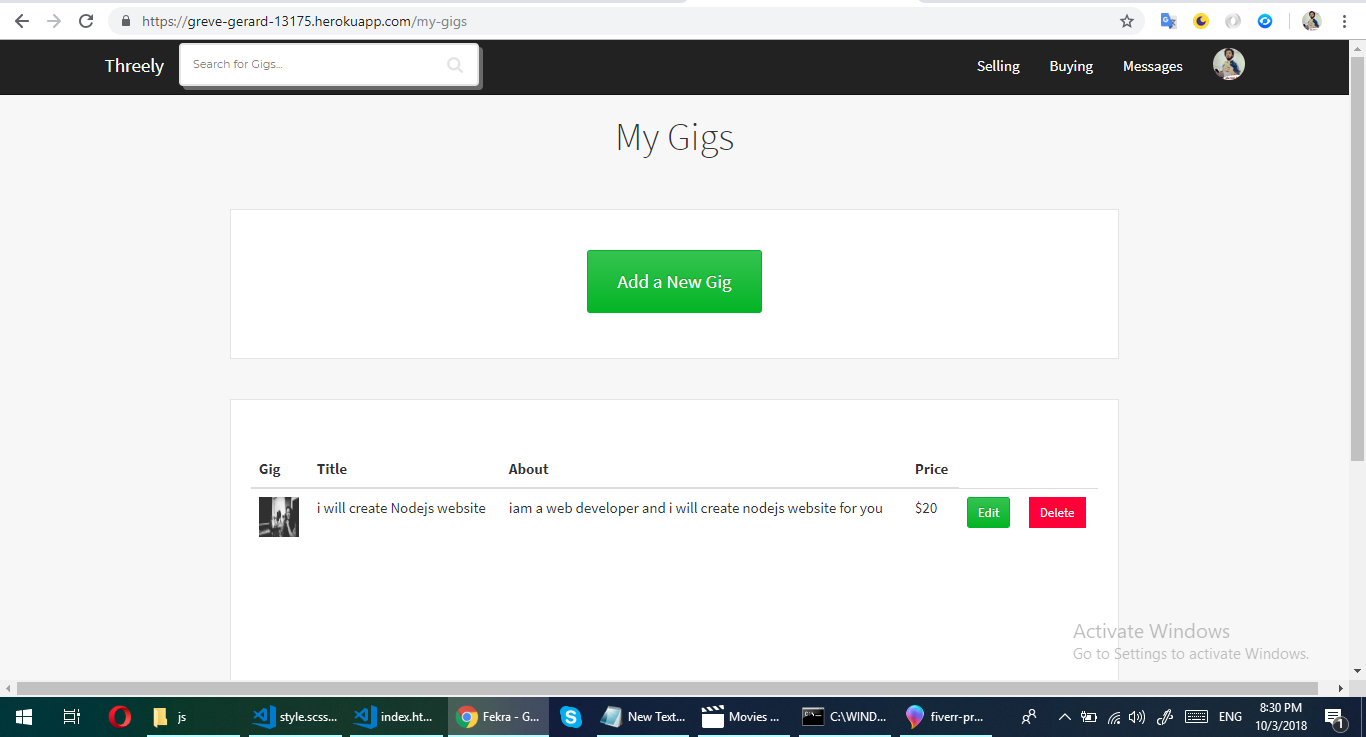 https://greve-gerard-13175.herokuapp.com/my-gigs
Threely
Search for Gigs...
Selling Buying Messages
My Gigs
Add a New Gig
Gig Title About Price
i will create Nodejs website iam a web developer and i will create nodejs website for you $20 Edit Delete
Activate Windows
Go to Settings to activate Windows.
js style.scss... index.ht... Fekra - G... New Text... Movies ... C:\WIND... fiverr-pr... ENG 8:30 PM
10/3/2018 1